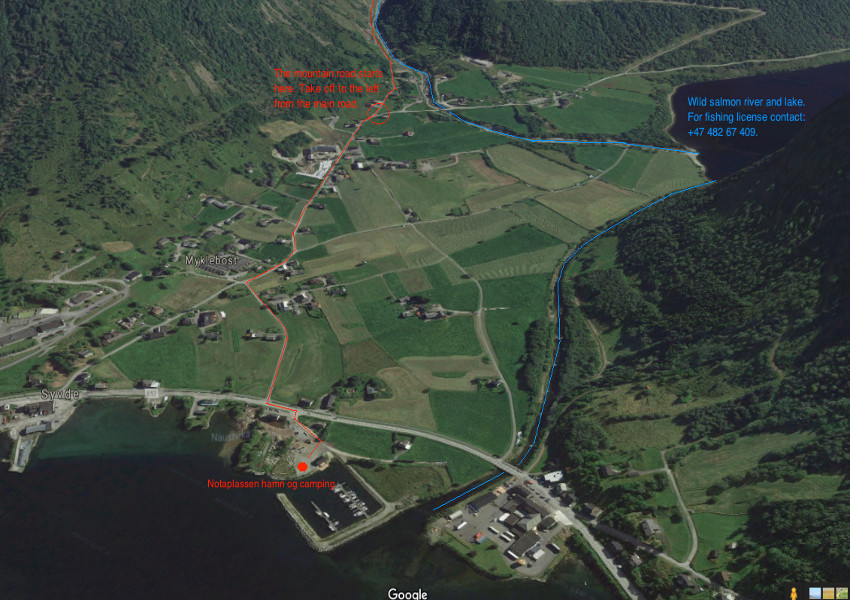 The mountain road starts
here. Take off to the left
from the main road.
Wild salmon river and lake.
For fishing license contact:
+47 482 67 409.
Myklebost
Syvde
Notaplassen hamn og camping
Google